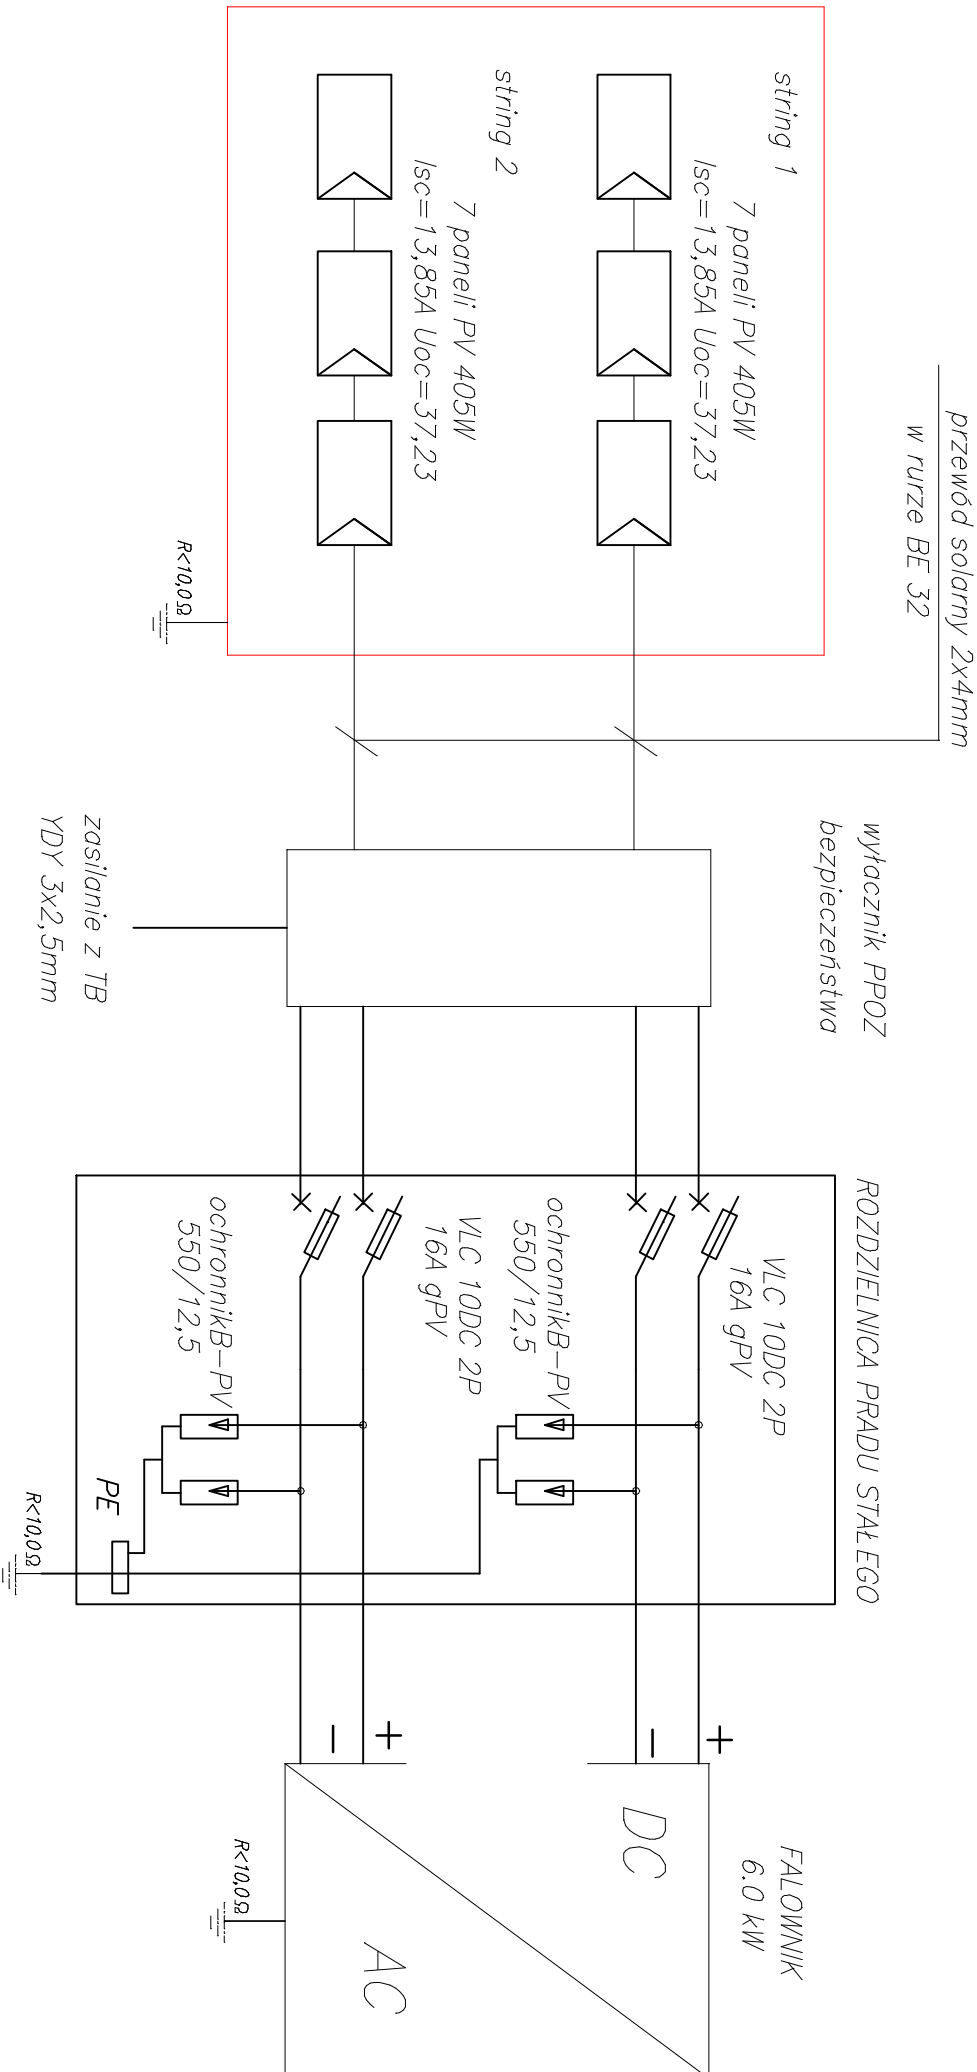 string 1
7 paneli PV 405W
Isc=13,85A Uoc=37,23
string 2
7 paneli PV 405W
Isc=13,85A Uoc=37,23
R<10,0Ω
przewód solarny 2x4mm
w rurze BE 32
wyłacznik PPOZ
bezpieczeństwa
zasilanie z TB
YDY 3x2,5mm
ROZDZIELNICA PRADU STAŁEGO
VLC 10DC 2P
16A gPV
ochronnikB-PV
550/12,5
VLC 10DC 2P
16A gPV
ochronnikB-PV
550/12,5
PE
R<10,0Ω
+
-
+
-
FALOWNIK
6.0 kW
DC
AC
R<10,0Ω